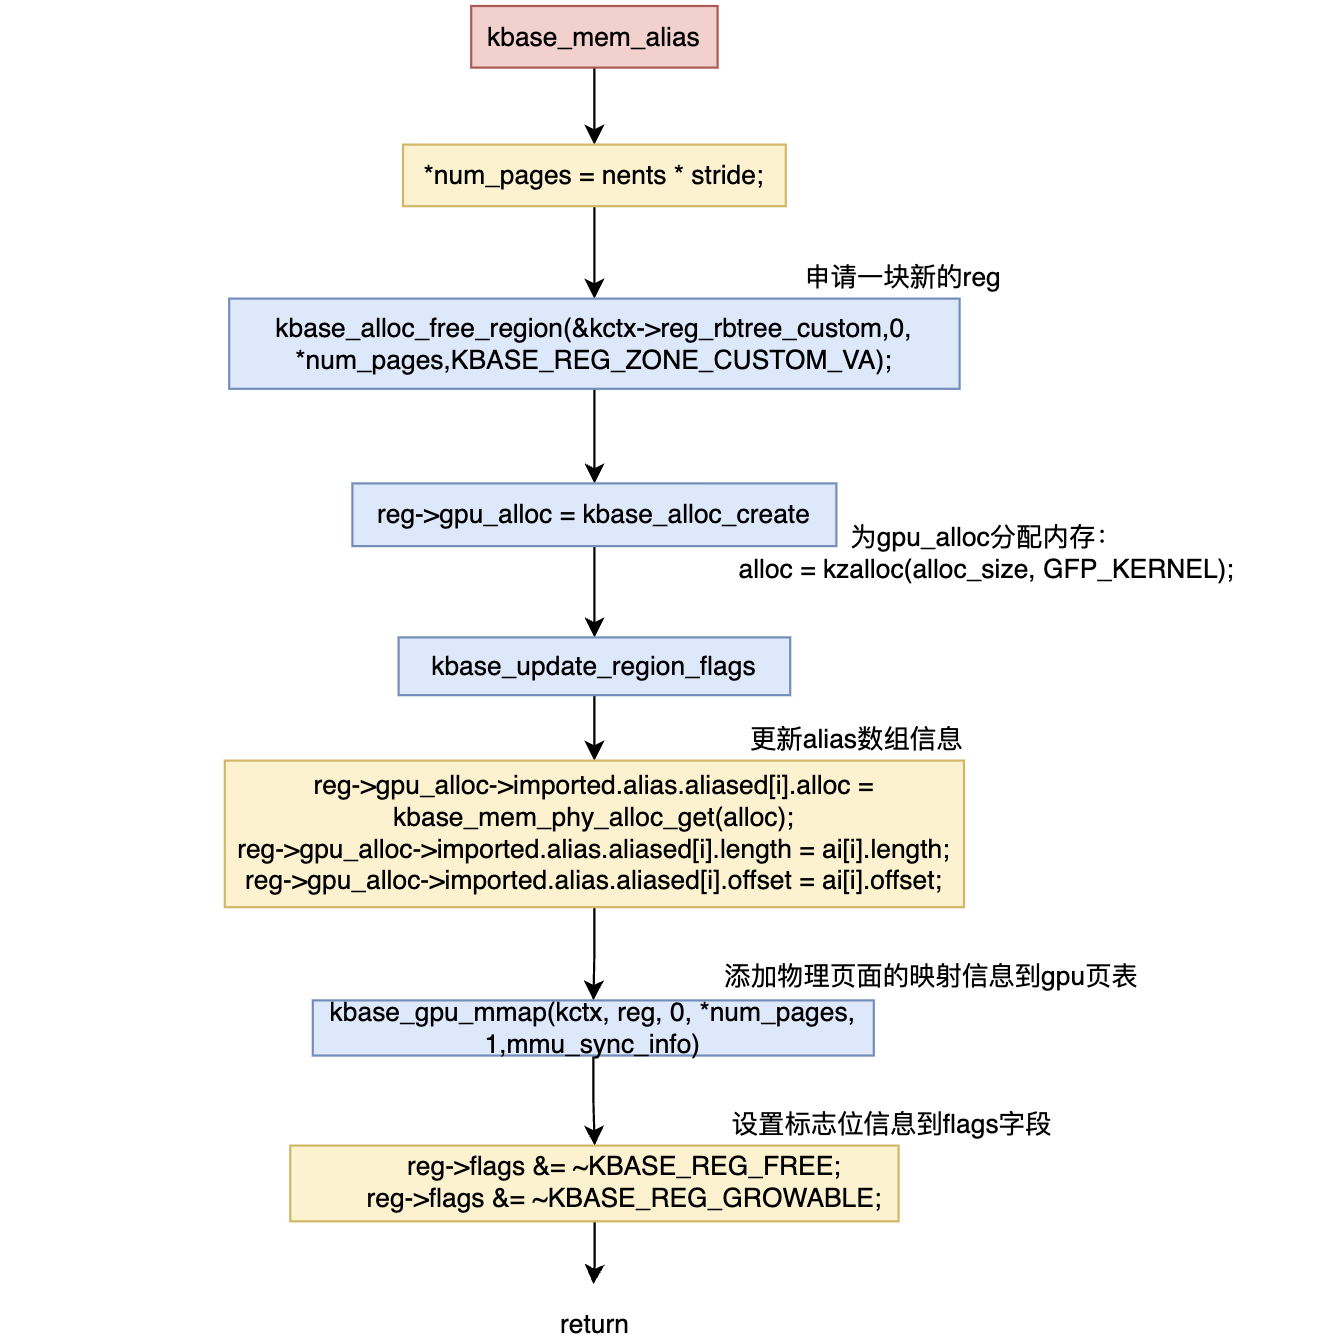 kbase_mem_alias
*num_pages = nents * stride;
申请一块新的reg
kbase_alloc_free_region(&kctx->reg_rbtree_custom,0,
*num_pages,KBASE_REG_ZONE_CUSTOM_VA);
reg->gpu_alloc = kbase_alloc_create
为gpu_alloc分配内存：
alloc = kzalloc(alloc_size, GFP_KERNEL);
kbase_update_region_flags
更新alias数组信息
reg->gpu_alloc->imported.alias.aliased[i].alloc =
kbase_mem_phy_alloc_get(alloc);
reg->gpu_alloc->imported.alias.aliased[i].length = ai[i].length;
reg->gpu_alloc->imported.alias.aliased[i].offset = ai[i].offset;
添加物理页面的映射信息到gpu页表
kbase_gpu_mmap(kctx, reg, 0, *num_pages,
1,mmu_sync_info)
设置标志位信息到flags字段
reg->flags &= ~KBASE_REG_FREE;
reg->flags &= ~KBASE_REG_GROWABLE;
return